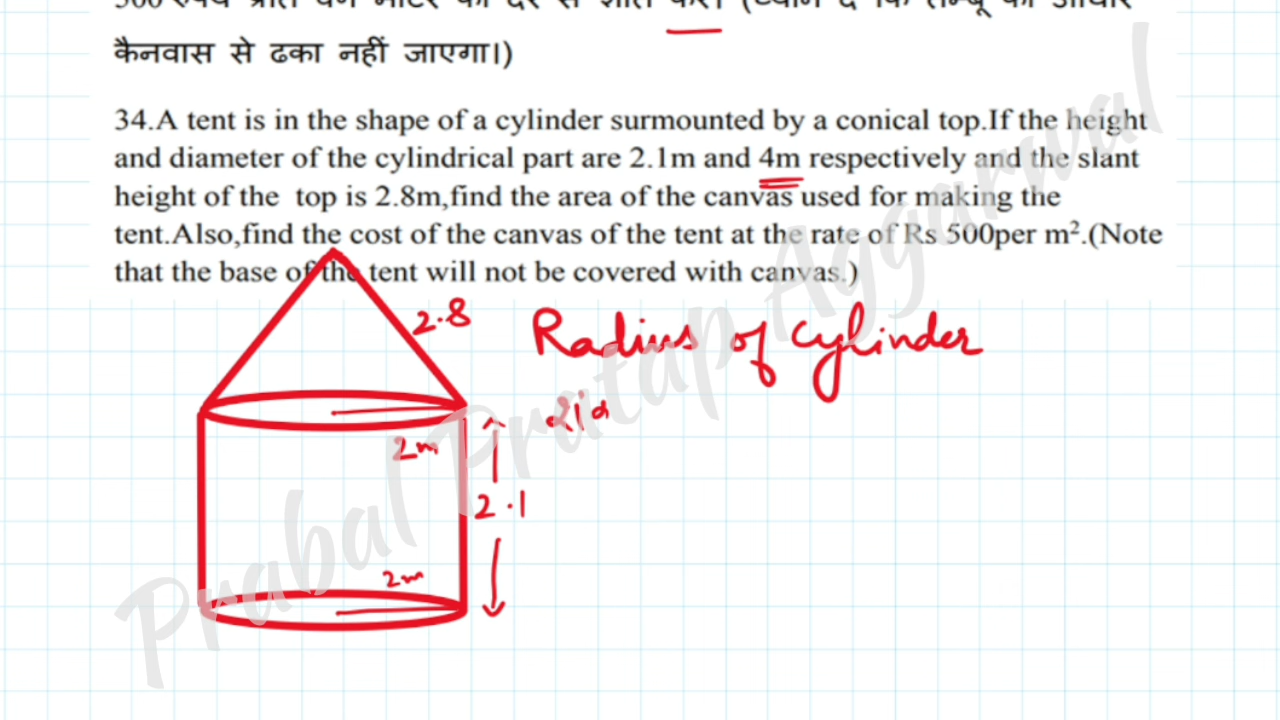 कैनवास से ढका नहीं जाएगा।)
34.A tent is in the shape of a cylinder surmounted by a conical top.If the height
and diameter of the cylindrical part are 2.1m and 4m respectively and the slant
height of the top is 2.8m,find the area of the canvas used for making the
tent.Also,find the cost of the canvas of the tent at the rate of Rs 500per m².(Note
that the base of the tent will not be covered with canvas.)
2.8
Radius of Cylinder
2m
2.1
2m
Prabal Pratap Aggarwal